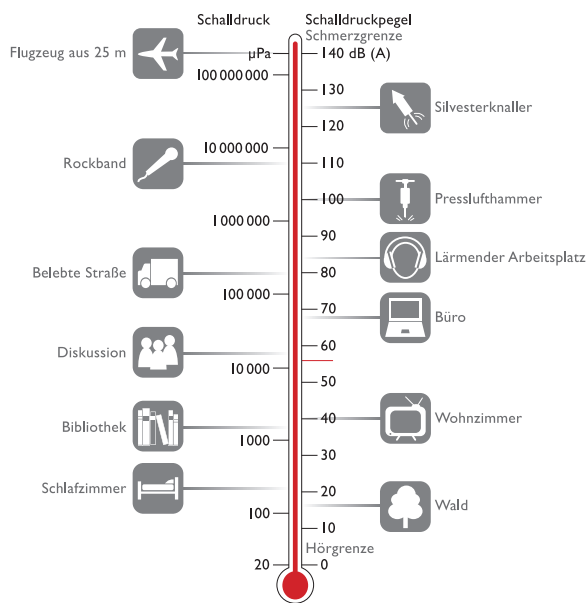 Schalldruck Schalldruckpegel
Schmerzgrenze
Flugzeug aus 25 m µPa 140 dB (A)
100 000 000
130
Silvesterknaller
120
10 000 000
Rockband 110
100 Presslufthammer
1 000 000
90
Lärmender Arbeitsplatz
Belebte Straße 80
100 000
70
Büro
60
Diskussion
10 000
50
40 Wohnzimmer
Bibliothek
1000
30
Schlafzimmer 20
Wald
100
10
Hörgrenze
20 0